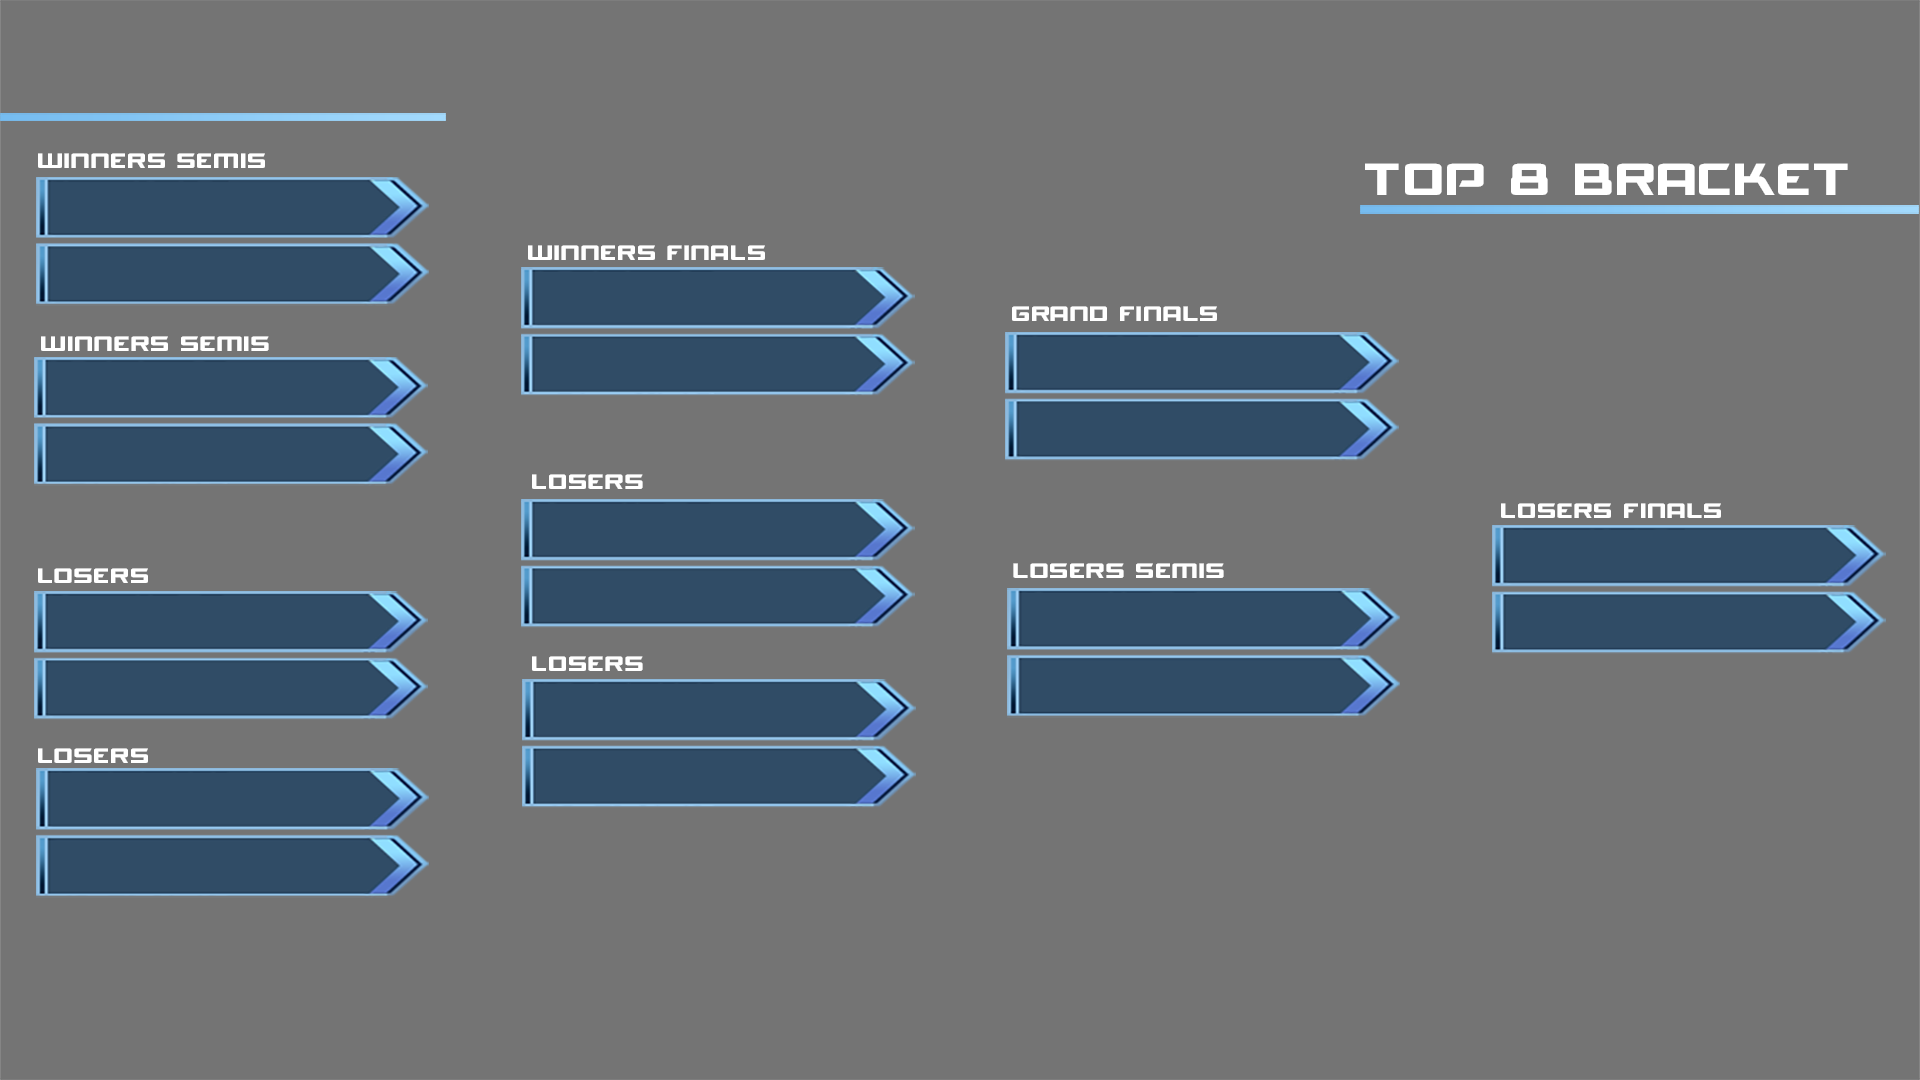 TOP 8 BRACKET
WINNERS SEMIS
WINNERS SEMIS
LOSERS
LOSERS
WINNERS FINALS
LOSERS
LOSERS
GRAND FINALS
LOSERS SEMIS
LOSERS FINALS